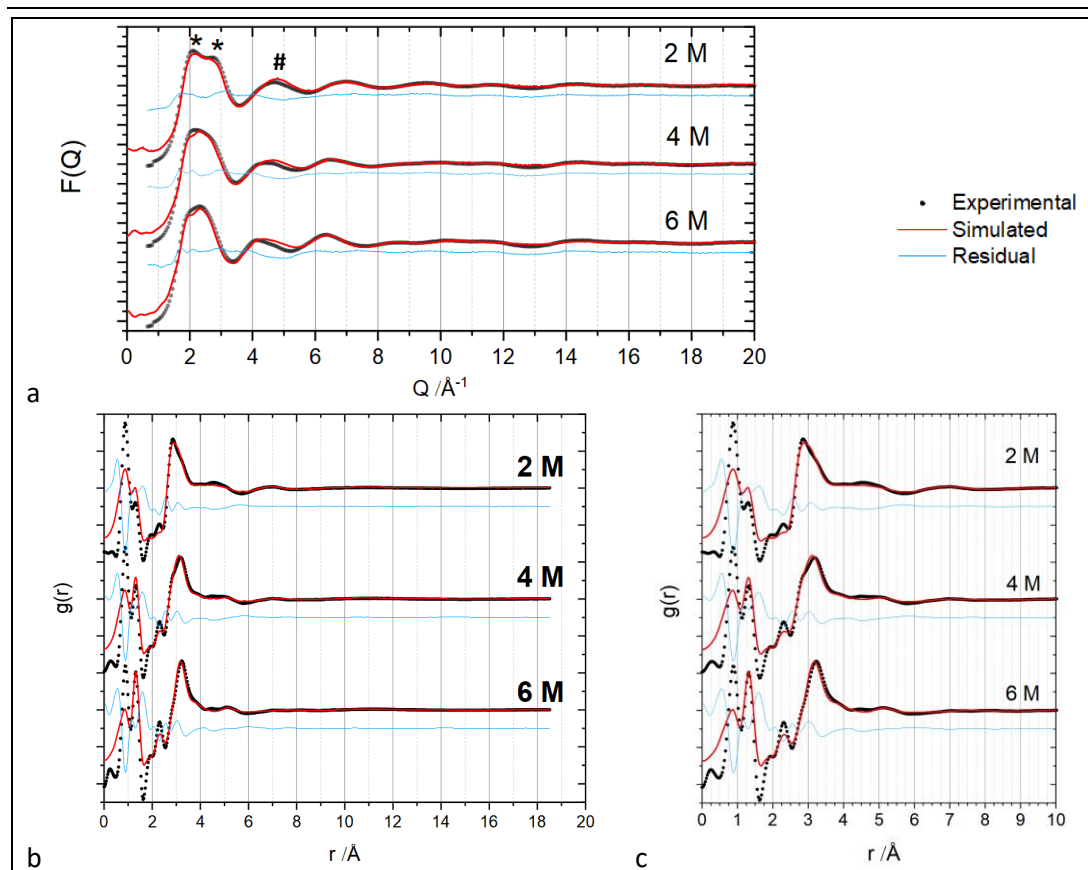 * *
#
2 M
4 M
6 M
F(Q)
0 2 4 6 8 10 12 14 16 18 20
Q /Å⁻¹
Experimental
Simulated
Residual
a
2 M
4 M
6 M
g(r)
0 2 4 6 8 10 12 14 16 18 20
r /Å
b
2 M
4 M
6 M
g(r)
0 1 2 3 4 5 6 7 8 9 10
r /Å
c